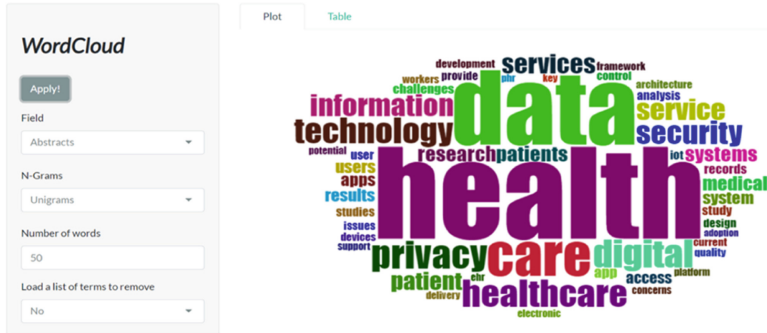 Plot Table
WordCloud
Apply!
Field
Abstracts
N-Grams
Unigrams
Number of words
50
Load a list of terms to remove
No
development services framework
workers provide phr key control
challenges data architecture
analysis
information service
technology security
potential user research patients iot systems
users records
apps health medical
results system
studies study
issues design
devices adoption
support privacy care digital current
quality
patient ehr app access platform
delivery healthcare concerns
electronic